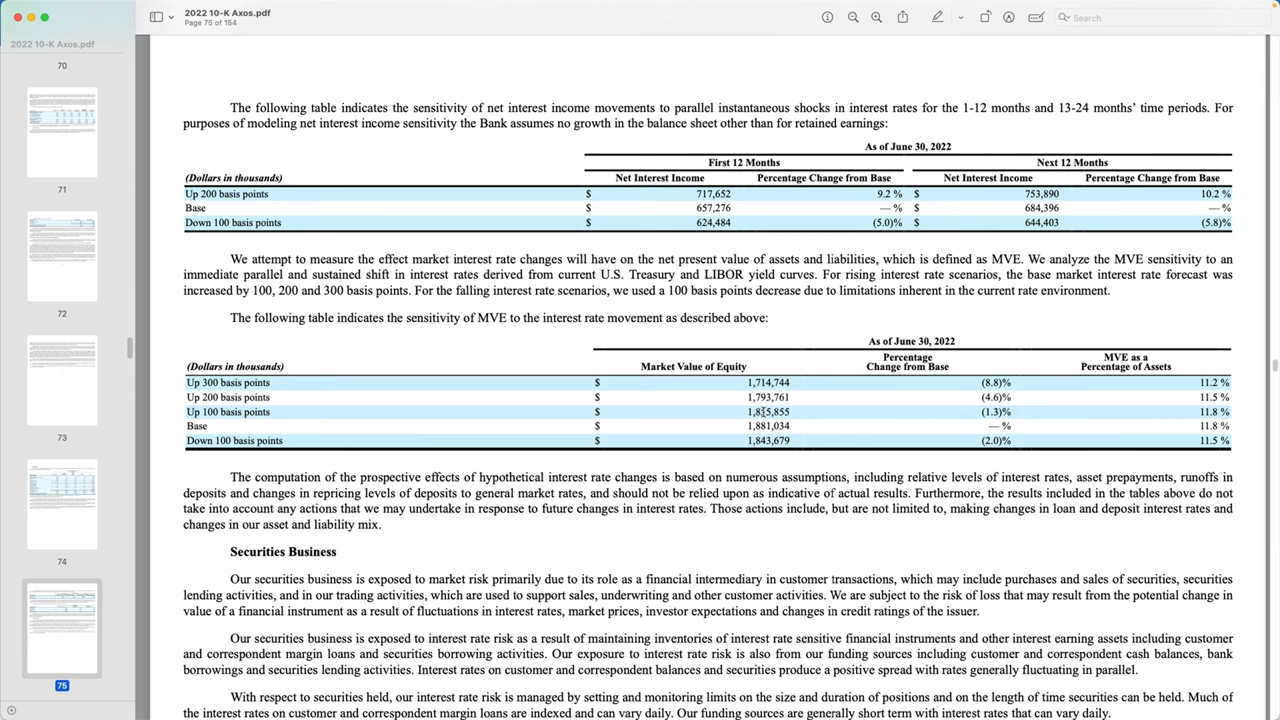 2022 10-K Axos.pdf
Page 75 of 154
Search
2022 10-K Axos.pdf
70
71
72
73
74
75
The following table indicates the sensitivity of net interest income movements to parallel instantaneous shocks in interest rates for the 1-12 months and 13-24 months' time periods. For
purposes of modeling net interest income sensitivity the Bank assumes no growth in the balance sheet other than for retained earnings:
As of June 30, 2022
First 12 Months Next 12 Months
(Dollars in thousands) Net Interest Income Percentage Change from Base Net Interest Income Percentage Change from Base
Up 200 basis points $ 717,652 9.2 % $ 753,890 10.2 %
Base $ 657,276 — % $ 684,396 — %
Down 100 basis points $ 624,484 (5.0)% $ 644,403 (5.8)%
We attempt to measure the effect market interest rate changes will have on the net present value of assets and liabilities, which is defined as MVE. We analyze the MVE sensitivity to an
immediate parallel and sustained shift in interest rates derived from current U.S. Treasury and LIBOR yield curves. For rising interest rate scenarios, the base market interest rate forecast was
increased by 100, 200 and 300 basis points. For the falling interest rate scenarios, we used a 100 basis points decrease due to limitations inherent in the current rate environment.
The following table indicates the sensitivity of MVE to the interest rate movement as described above:
As of June 30, 2022
(Dollars in thousands) Market Value of Equity Percentage Change from Base MVE as a Percentage of Assets
Up 300 basis points $ 1,714,744 (8.8)% 11.2 %
Up 200 basis points $ 1,793,761 (4.6)% 11.5 %
Up 100 basis points $ (1.3)% 11.8 %
Base $ 1,881,034 — % 11.8 %
Down 100 basis points $ 1,843,679 (2.0)% 11.5 %
The computation of the prospective effects of hypothetical interest rate changes is based on numerous assumptions, including relative levels of interest rates, asset prepayments, runoffs in
deposits and changes in repricing levels of deposits to general market rates, and should not be relied upon as indicative of actual results. Furthermore, the results included in the tables above do not
take into account any actions that we may undertake in response to future changes in interest rates. Those actions include, but are not limited to, making changes in loan and deposit interest rates and
changes in our asset and liability mix.
Securities Business
Our securities business is exposed to market risk primarily due to its role as a financial intermediary in customer transactions, which may include purchases and sales of securities, securities
lending activities, and in our trading activities, which are used to support sales, underwriting and other customer activities. We are subject to the risk of loss that may result from the potential change in
value of a financial instrument as a result of fluctuations in interest rates, market prices, investor expectations and changes in credit ratings of the issuer.
Our securities business is exposed to interest rate risk as a result of maintaining inventories of interest rate sensitive financial instruments and other interest earning assets including customer
and correspondent margin loans and securities borrowing activities. Our exposure to interest rate risk is also from our funding sources including customer and correspondent cash balances, bank
borrowings and securities lending activities. Interest rates on customer and correspondent balances and securities produce a positive spread with rates generally fluctuating in parallel.
With respect to securities held, our interest rate risk is managed by setting and monitoring limits on the size and duration of positions and on the length of time securities can be held. Much of
the interest rates on customer and correspondent margin loans are indexed and can vary daily. Our funding sources are generally short term with interest rates that can vary daily.